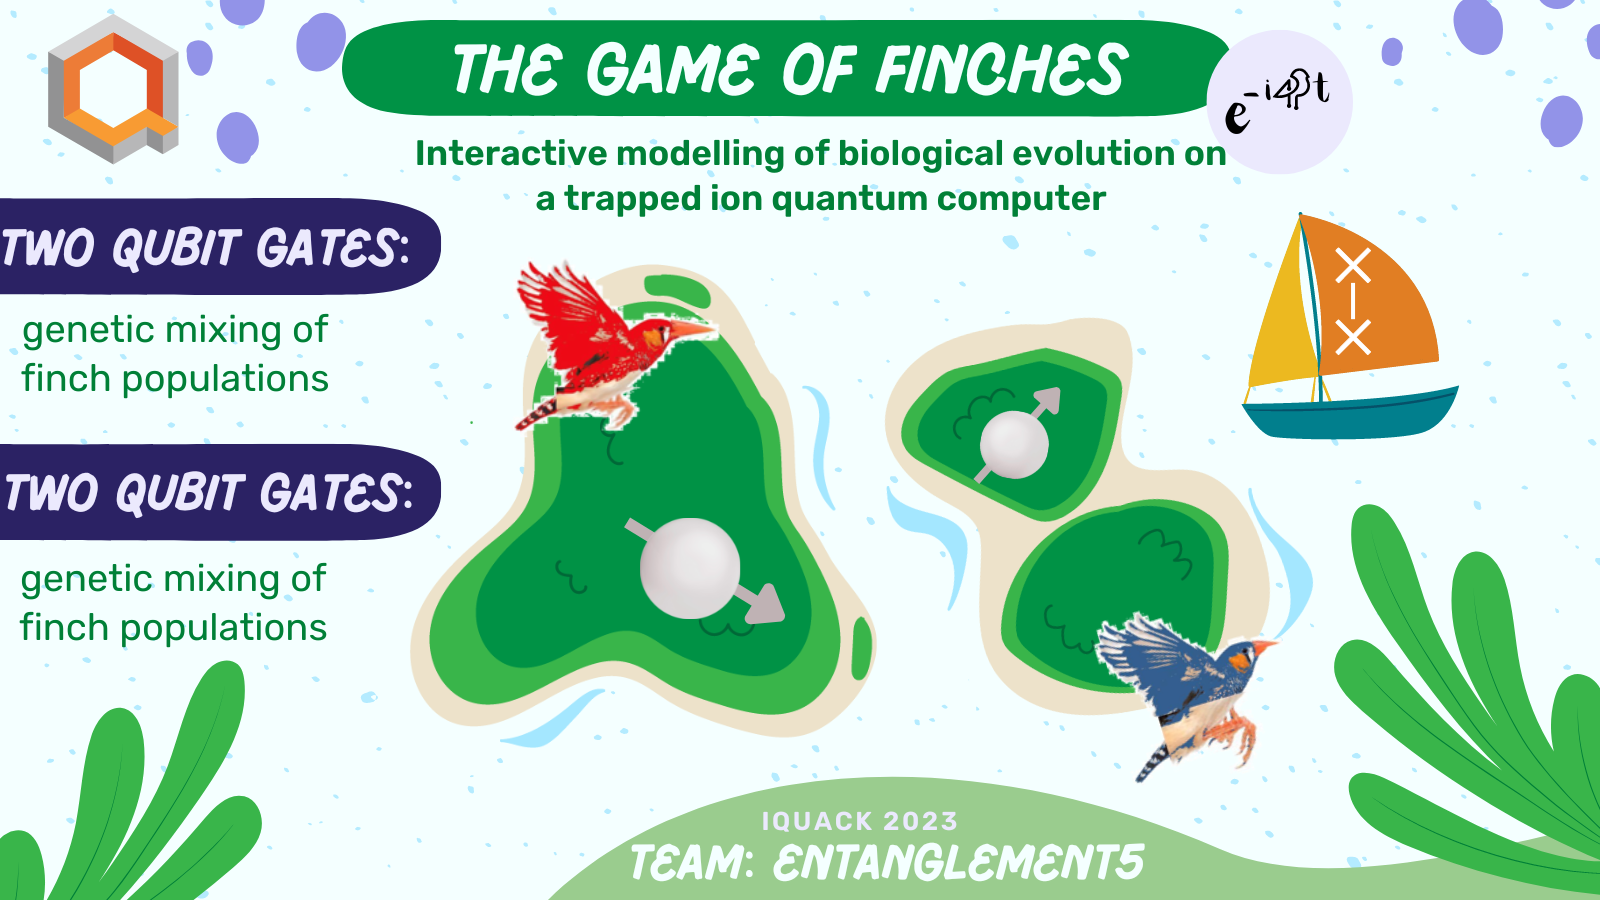 THE GAME OF FINCHES
e^-i t
Interactive modelling of biological evolution on
a trapped ion quantum computer
TWO QUBIT GATES:
genetic mixing of
finch populations
TWO QUBIT GATES:
genetic mixing of
finch populations
IQUACK 2023
TEAM: ENTANGLEMENT5